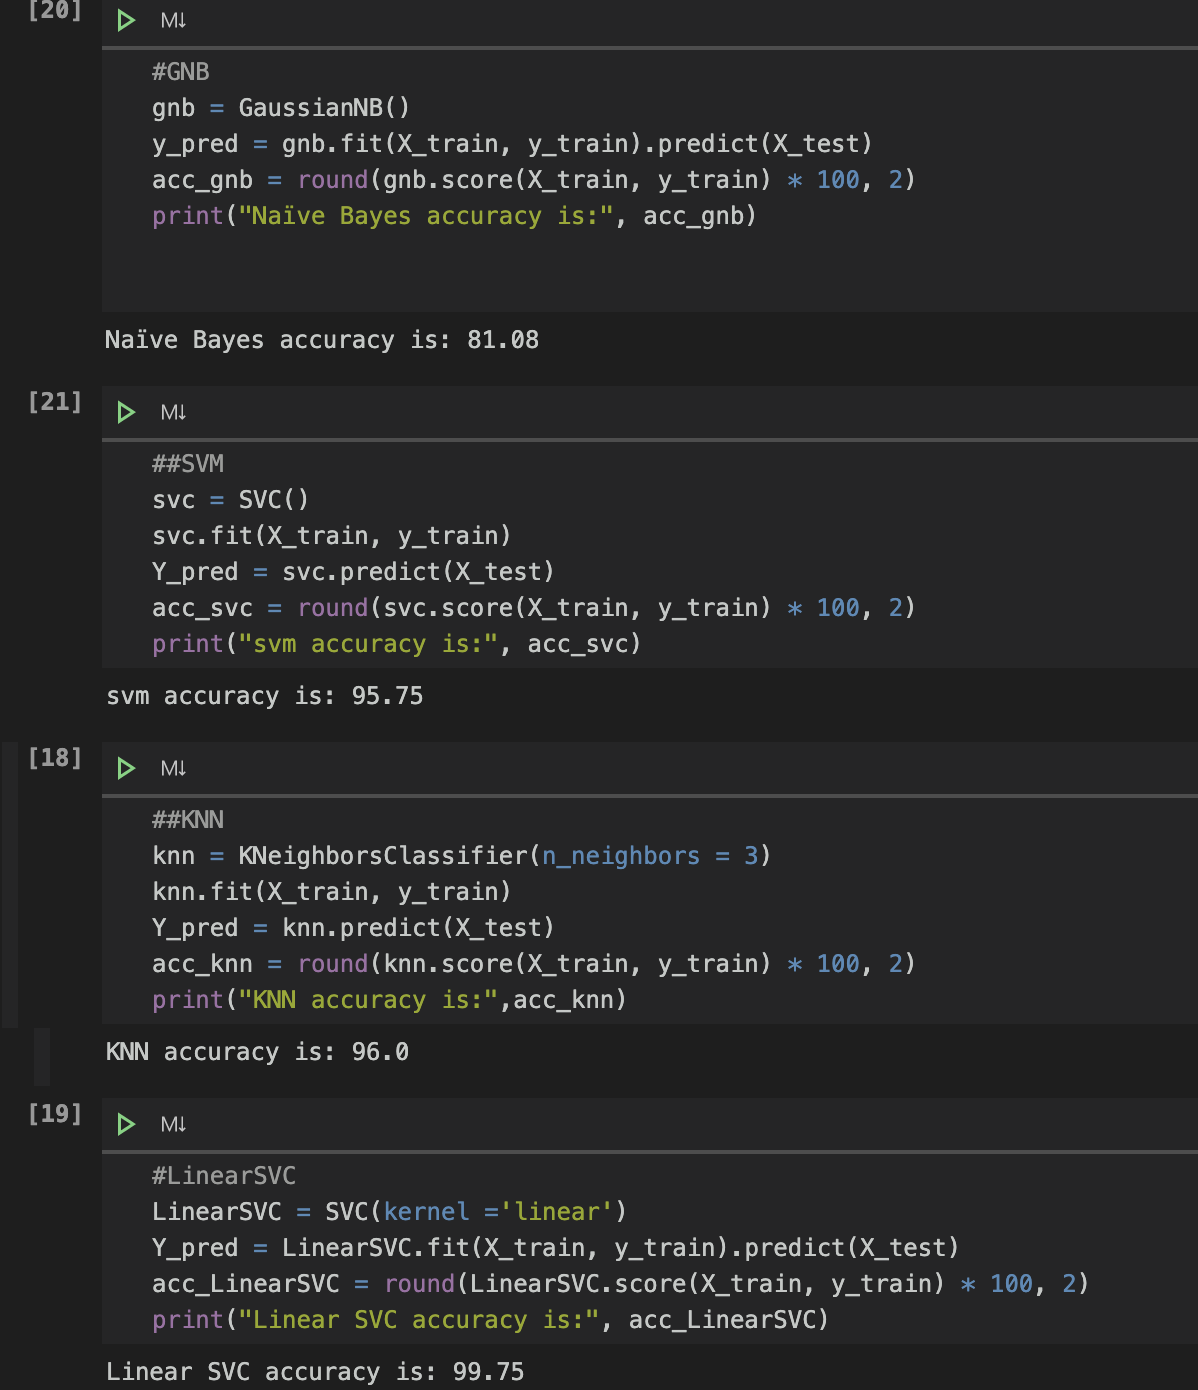 [20]
M↓
#GNB
gnb = GaussianNB()
y_pred = gnb.fit(X_train, y_train).predict(X_test)
acc_gnb = round(gnb.score(X_train, y_train) * 100, 2)
print("Naïve Bayes accuracy is:", acc_gnb)
Naïve Bayes accuracy is: 81.08
[21]
M↓
##SVM
svc = SVC()
svc.fit(X_train, y_train)
Y_pred = svc.predict(X_test)
acc_svc = round(svc.score(X_train, y_train) * 100, 2)
print("svm accuracy is:", acc_svc)
svm accuracy is: 95.75
[18]
M↓
##KNN
knn = KNeighborsClassifier(n_neighbors = 3)
knn.fit(X_train, y_train)
Y_pred = knn.predict(X_test)
acc_knn = round(knn.score(X_train, y_train) * 100, 2)
print("KNN accuracy is:",acc_knn)
KNN accuracy is: 96.0
[19]
M↓
#LinearSVC
LinearSVC = SVC(kernel ='linear')
Y_pred = LinearSVC.fit(X_train, y_train).predict(X_test)
acc_LinearSVC = round(LinearSVC.score(X_train, y_train) * 100, 2)
print("Linear SVC accuracy is:", acc_LinearSVC)
Linear SVC accuracy is: 99.75